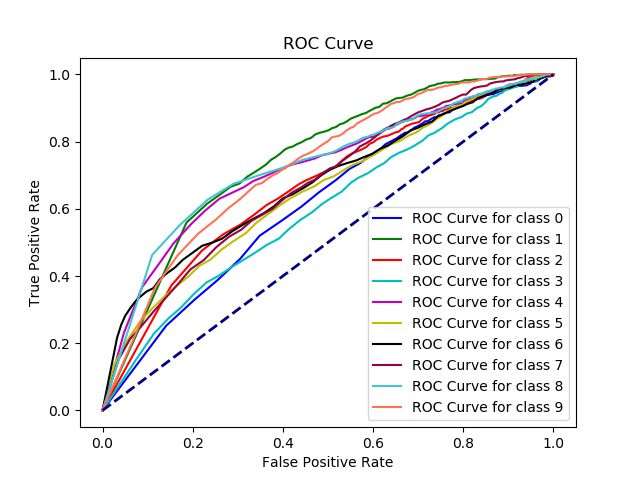 ROC Curve
True Positive Rate
1.0
0.8
0.6
0.4
0.2
0.0
ROC Curve for class 0
ROC Curve for class 1
ROC Curve for class 2
ROC Curve for class 3
ROC Curve for class 4
ROC Curve for class 5
ROC Curve for class 6
ROC Curve for class 7
ROC Curve for class 8
ROC Curve for class 9
0.0 0.2 0.4 0.6 0.8 1.0
False Positive Rate